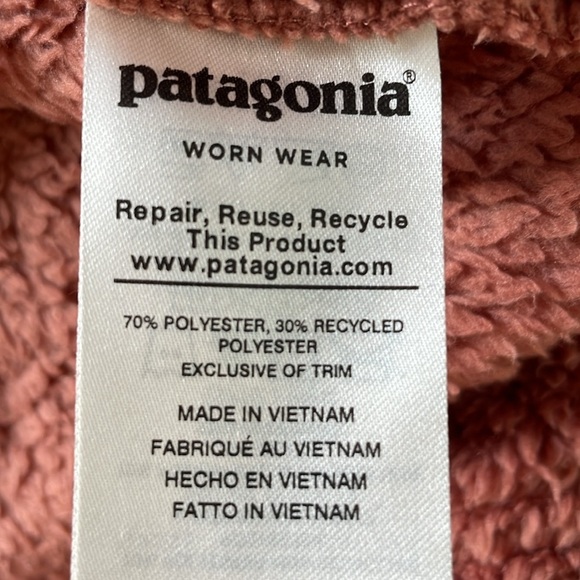 patagonia®
WORN WEAR
Repair, Reuse, Recycle
This Product
www.patagonia.com
70% POLYESTER, 30% RECYCLED
POLYESTER
EXCLUSIVE OF TRIM
MADE IN VIETNAM
FABRIQUÉ AU VIETNAM
HECHO EN VIETNAM
FATTO IN VIETNAM